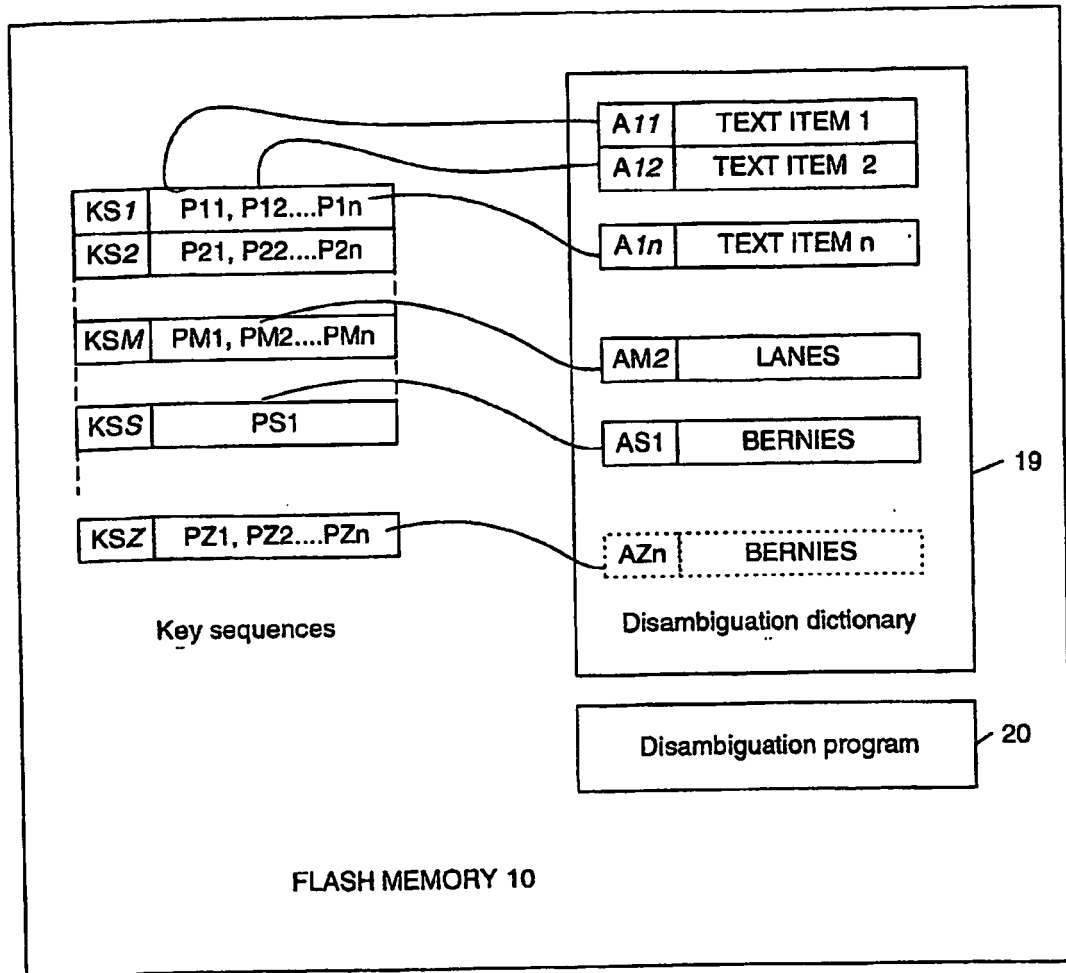 A11 TEXT ITEM 1
A12 TEXT ITEM 2
KS1 P11, P12....P1n
KS2 P21, P22....P2n
A1n TEXT ITEM n
KSM PM1, PM2....PMn
AM2 LANES
KSS PS1
AS1 BERNIES
19
KSZ PZ1, PZ2....PZn
AZn BERNIES
Key sequences
Disambiguation dictionary
Disambiguation program
20
FLASH MEMORY 10